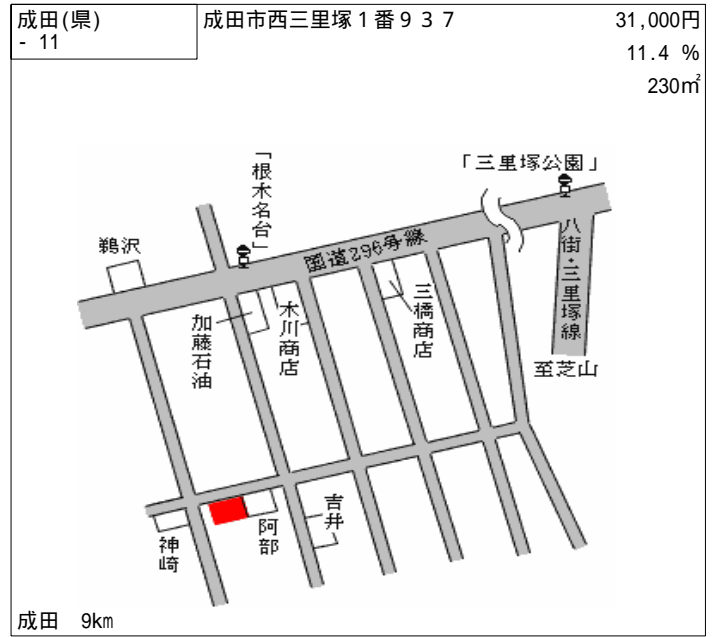 成田(県)
- 11
成田市西三里塚1番937
31,000円
11.4 %
230㎡
「三里塚公園」
「根木名台」
鵜沢
国道296号線
八街・三里塚線
加藤石油
木川商店
三橋商店
至芝山
神崎
阿部
吉井
成田 9km